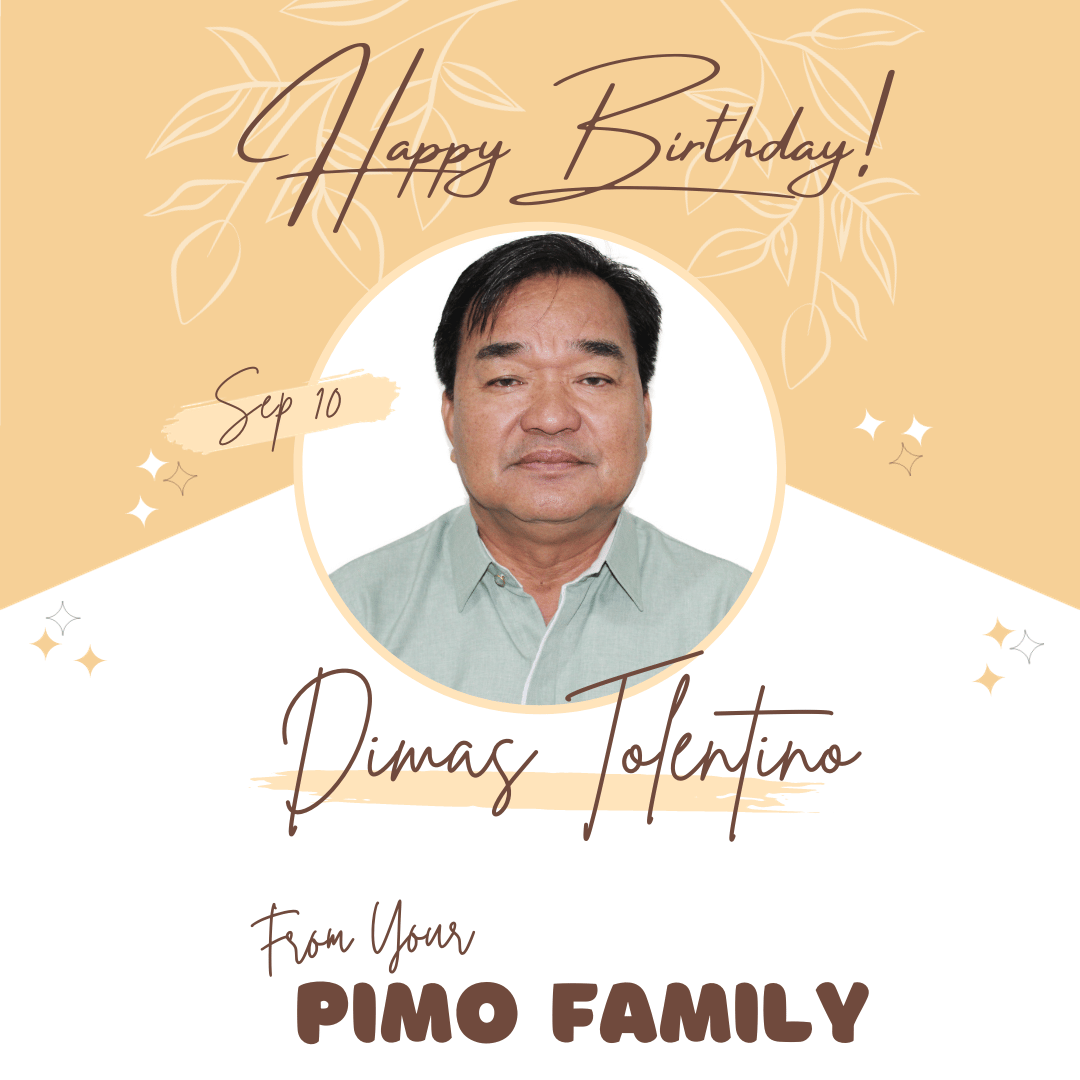 Happy Birthday!
Sep 10
Dimas Tolentino
From Your
PIMO FAMILY